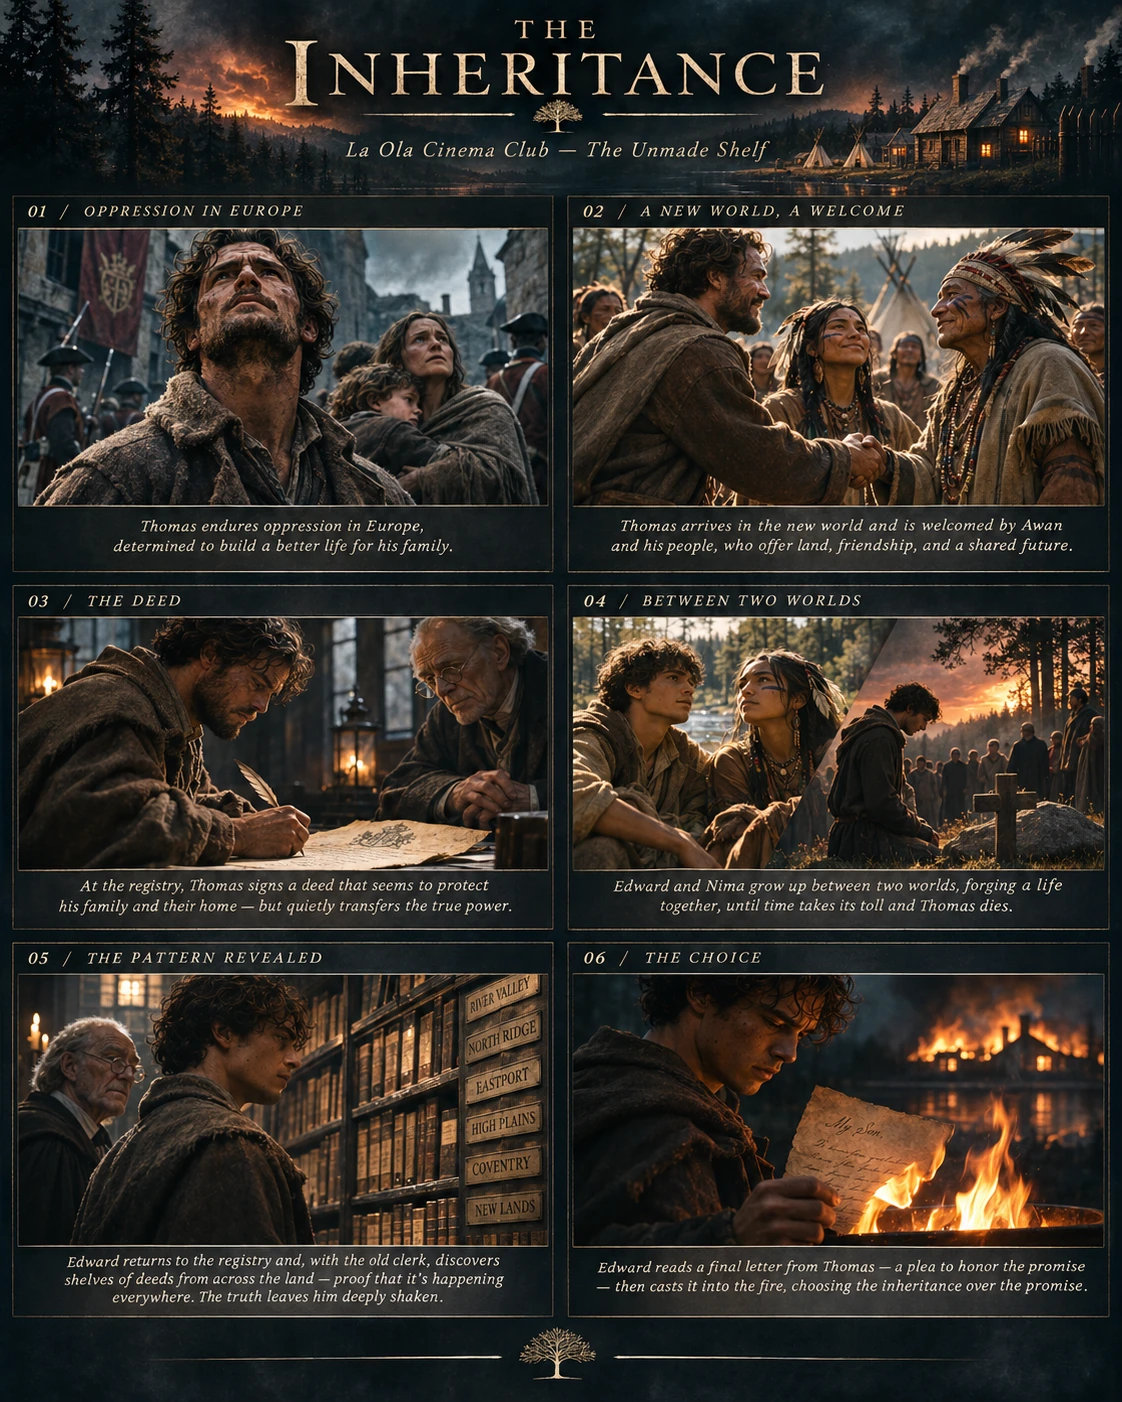 THE
INHERITANCE
La Ola Cinema Club — The Unmade Shelf
01 / OPPRESSION IN EUROPE
Thomas endures oppression in Europe,
determined to build a better life for his family.
02 / A NEW WORLD, A WELCOME
Thomas arrives in the new world and is welcomed by Awan
and his people, who offer land, friendship, and a shared future.
03 / THE DEED
At the registry, Thomas signs a deed that seems to protect
his family and their home — but quietly transfers the true power.
04 / BETWEEN TWO WORLDS
Edward and Nima grow up between two worlds, forging a life
together, until time takes its toll and Thomas dies.
05 / THE PATTERN REVEALED
RIVER VALLEY
NORTH RIDGE
EASTPORT
HIGH PLAINS
COVENTRY
NEW LANDS
Edward returns to the registry and, with the old clerk, discovers
shelves of deeds from across the land — proof that it's happening
everywhere. The truth leaves him deeply shaken.
06 / THE CHOICE
My Son,
Edward reads a final letter from Thomas — a plea to honor the promise
— then casts it into the fire, choosing the inheritance over the promise.